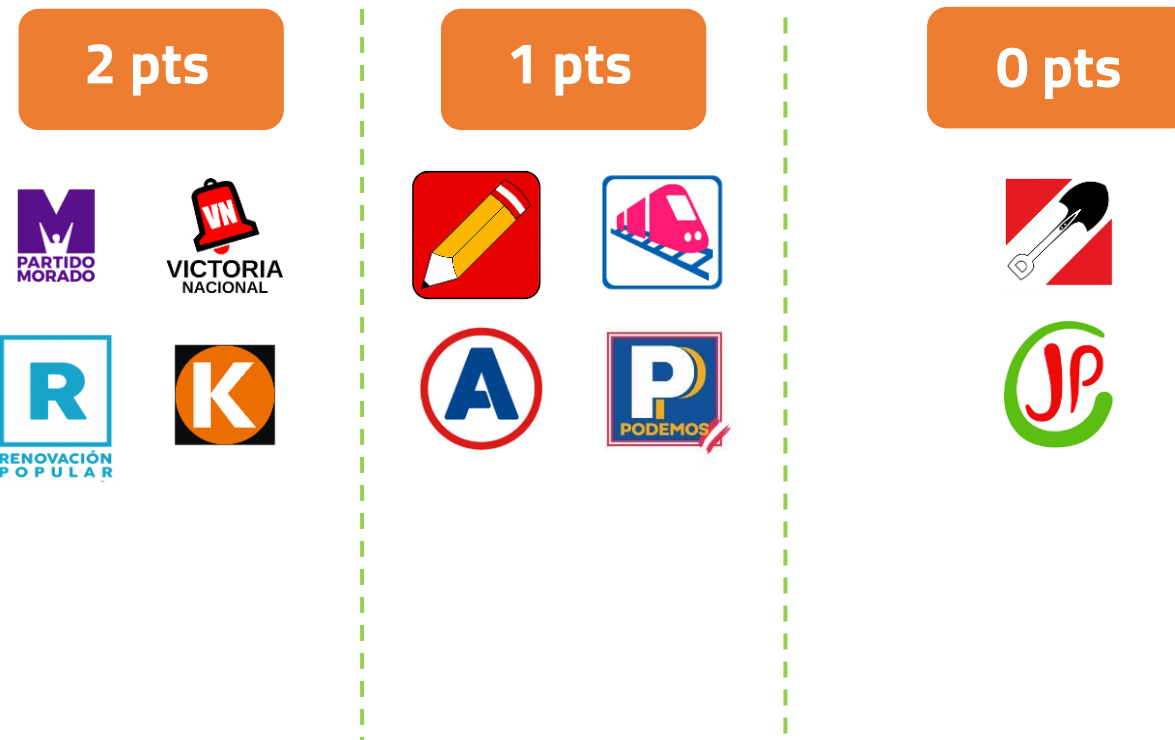 2 pts
1 pts
0 pts
M
PARTIDO
MORADO
VN
VICTORIA
NACIONAL
R
RENOVACIÓN
POPULAR
K
A
P
PODEMOS
D
JP